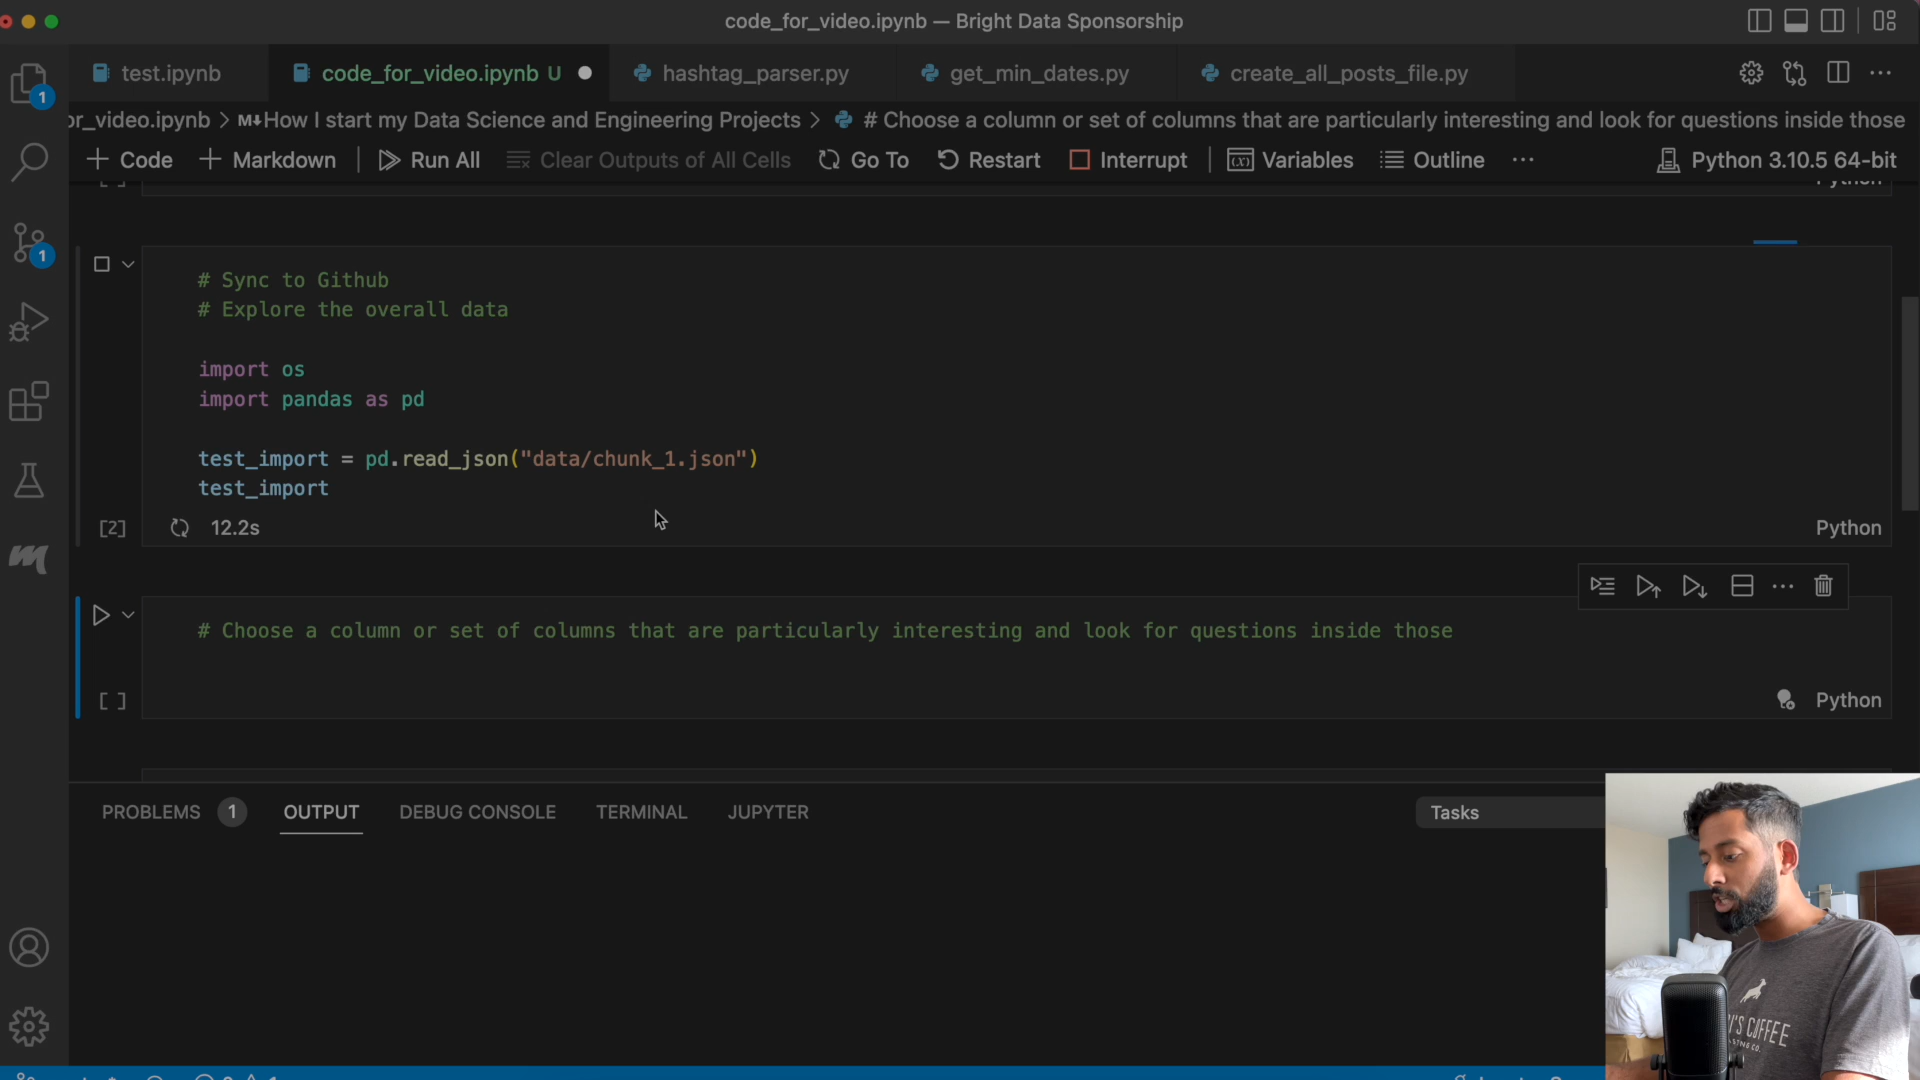 code_for_video.ipynb — Bright Data Sponsorship
test.ipynb
code_for_video.ipynb U
hashtag_parser.py
get_min_dates.py
create_all_posts_file.py
1
or_video.ipynb > M↓How I start my Data Science and Engineering Projects > # Choose a column or set of columns that are particularly interesting and look for questions inside those
+ Code + Markdown | Run All Clear Outputs of All Cells Go To Restart Interrupt | Variables Outline ... Python 3.10.5 64-bit
[ ] Python
1
# Sync to Github
# Explore the overall data
import os
import pandas as pd
test_import = pd.read_json("data/chunk_1.json")
test_import
[2] 12.2s Python
# Choose a column or set of columns that are particularly interesting and look for questions inside those
[ ] Python
PROBLEMS 1 OUTPUT DEBUG CONSOLE TERMINAL JUPYTER Tasks
'S COFFEE